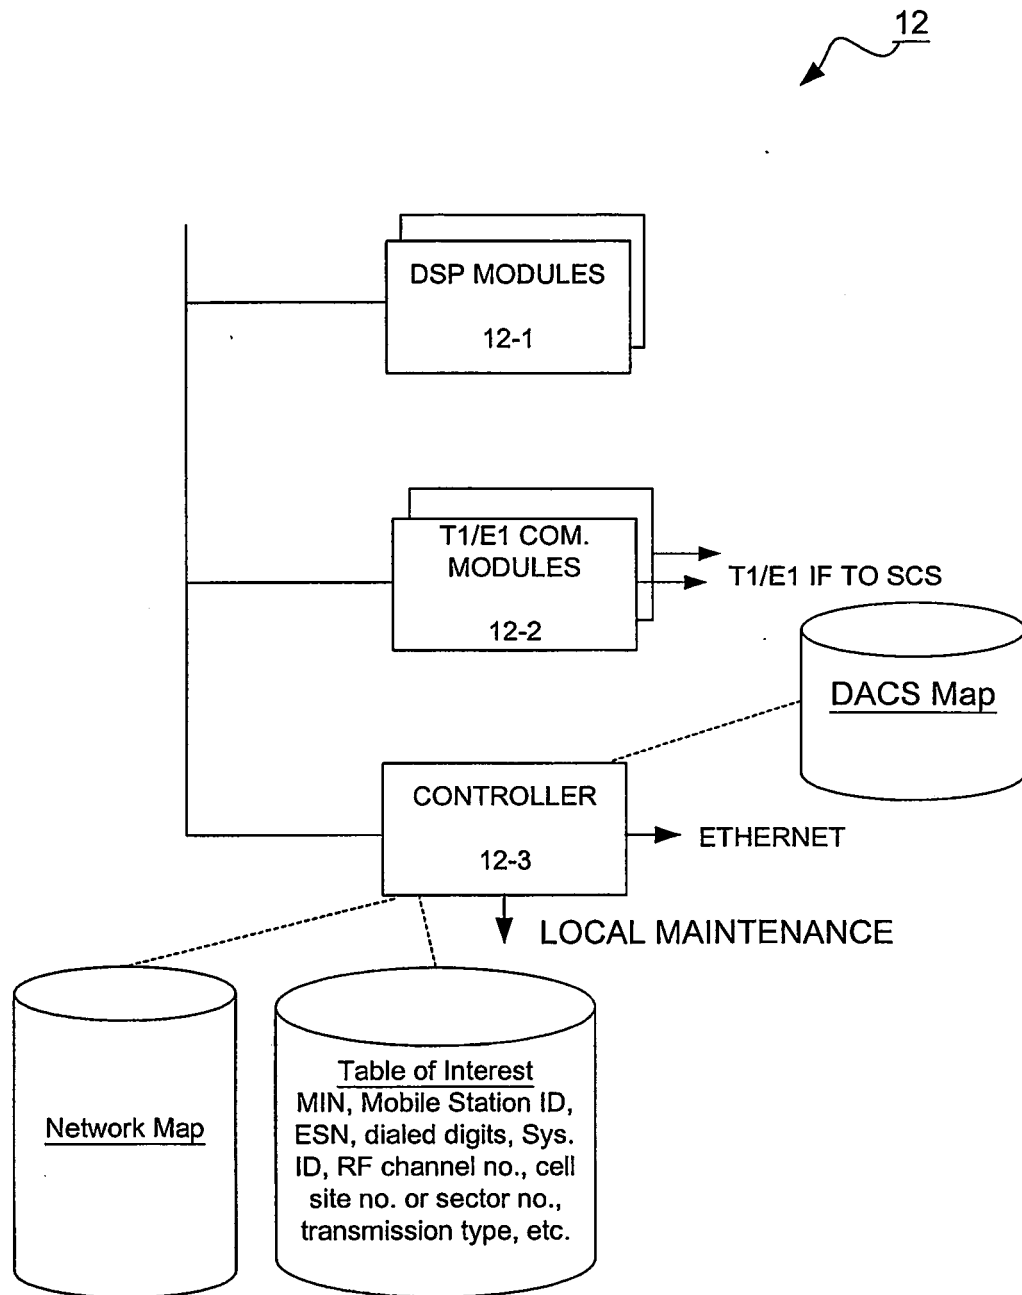 12
DSP MODULES
12-1
T1/E1 COM.
MODULES
12-2
T1/E1 IF TO SCS
DACS Map
CONTROLLER
12-3
ETHERNET
LOCAL MAINTENANCE
Network Map
Table of Interest
MIN, Mobile Station ID,
ESN, dialed digits, Sys.
ID, RF channel no., cell
site no. or sector no.,
transmission type, etc.